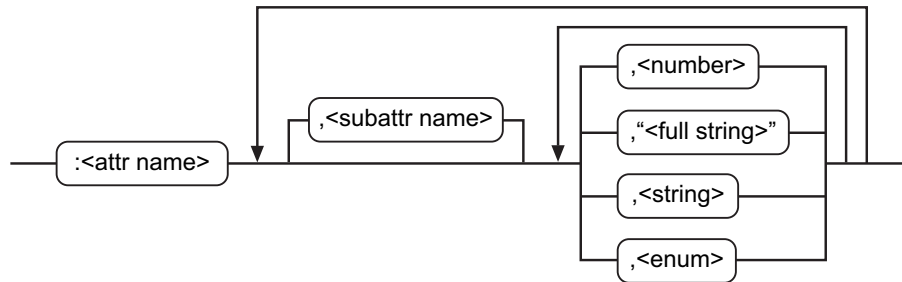 :<attr name>
,<subattr name>
,<number>
,“<full string>”
,<string>
,<enum>